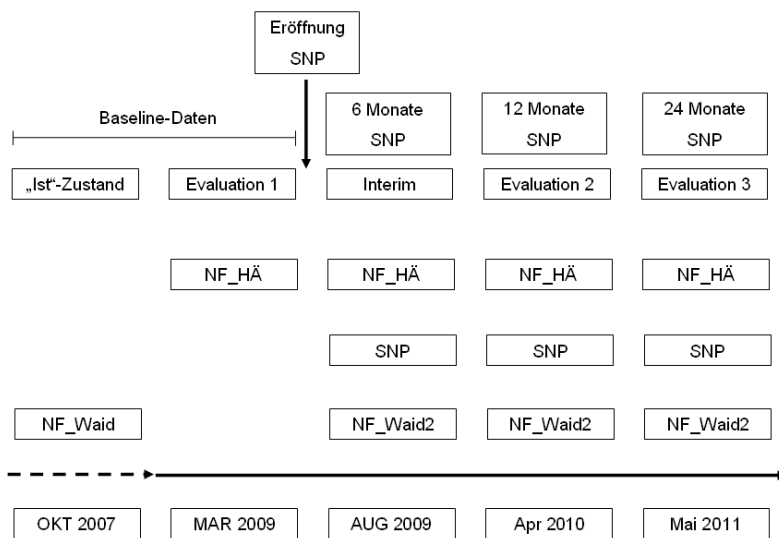 Eröffnung
SNP
Baseline-Daten
6 Monate
SNP
12 Monate
SNP
24 Monate
SNP
„Ist“-Zustand
Evaluation 1
Interim
Evaluation 2
Evaluation 3
NF_HÄ
NF_HÄ
NF_HÄ
NF_HÄ
SNP
SNP
SNP
NF_Waid
NF_Waid2
NF_Waid2
NF_Waid2
OKT 2007
MAR 2009
AUG 2009
Apr 2010
Mai 2011